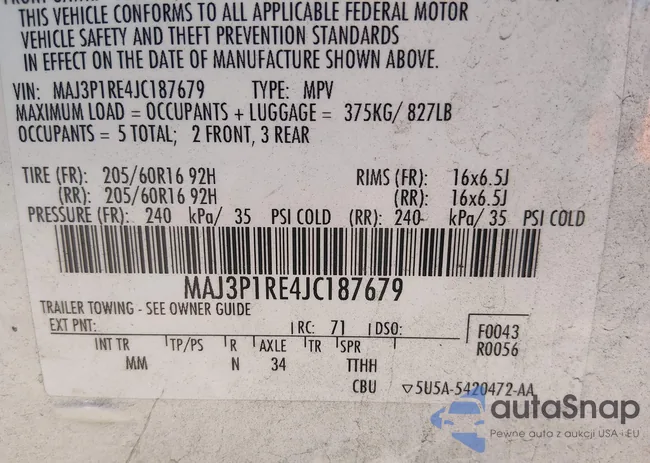 THIS VEHICLE CONFORMS TO ALL APPLICABLE FEDERAL MOTOR
VEHICLE SAFETY AND THEFT PREVENTION STANDARDS
IN EFFECT ON THE DATE OF MANUFACTURE SHOWN ABOVE.
VIN: MAJ3P1RE4JC187679 TYPE: MPV
MAXIMUM LOAD = OCCUPANTS + LUGGAGE = 375KG/ 827LB
OCCUPANTS = 5 TOTAL; 2 FRONT, 3 REAR
TIRE (FR): 205/60R16 92H RIMS (FR): 16x6.5J
(RR): 205/60R16 92H (RR): 16x6.5J
PRESSURE (FR): 240 kPa/ 35 PSI COLD (RR): 240 kPa/ 35 PSI COLD
MAJ3P1RE4JC187679
TRAILER TOWING - SEE OWNER GUIDE
EXT PNT: RC: 71 DSO: F0043
R0056
INT TR TP/PS R AXLE TR SPR
MM N 34 TTHH
CBU ▽5U5A-5420472-AA
autaSnap
Pewne auto z aukcji USA i EU